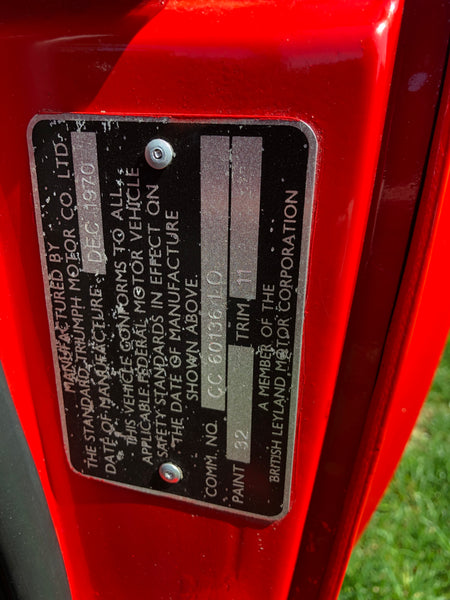 MANUFACTURED BY
THE STANDARD TRIUMPH MOTOR CO. LTD.
DATE OF MANUFACTURE: DEC 1970
THIS VEHICLE CONFORMS TO ALL
APPLICABLE FEDERAL MOTOR VEHICLE
SAFETY STANDARDS IN EFFECT ON
THE DATE OF MANUFACTURE
SHOWN ABOVE.
COMM. NO. CC 60136 LO
PAINT 32 TRIM 11
A MEMBER OF THE
BRITISH LEYLAND MOTOR CORPORATION